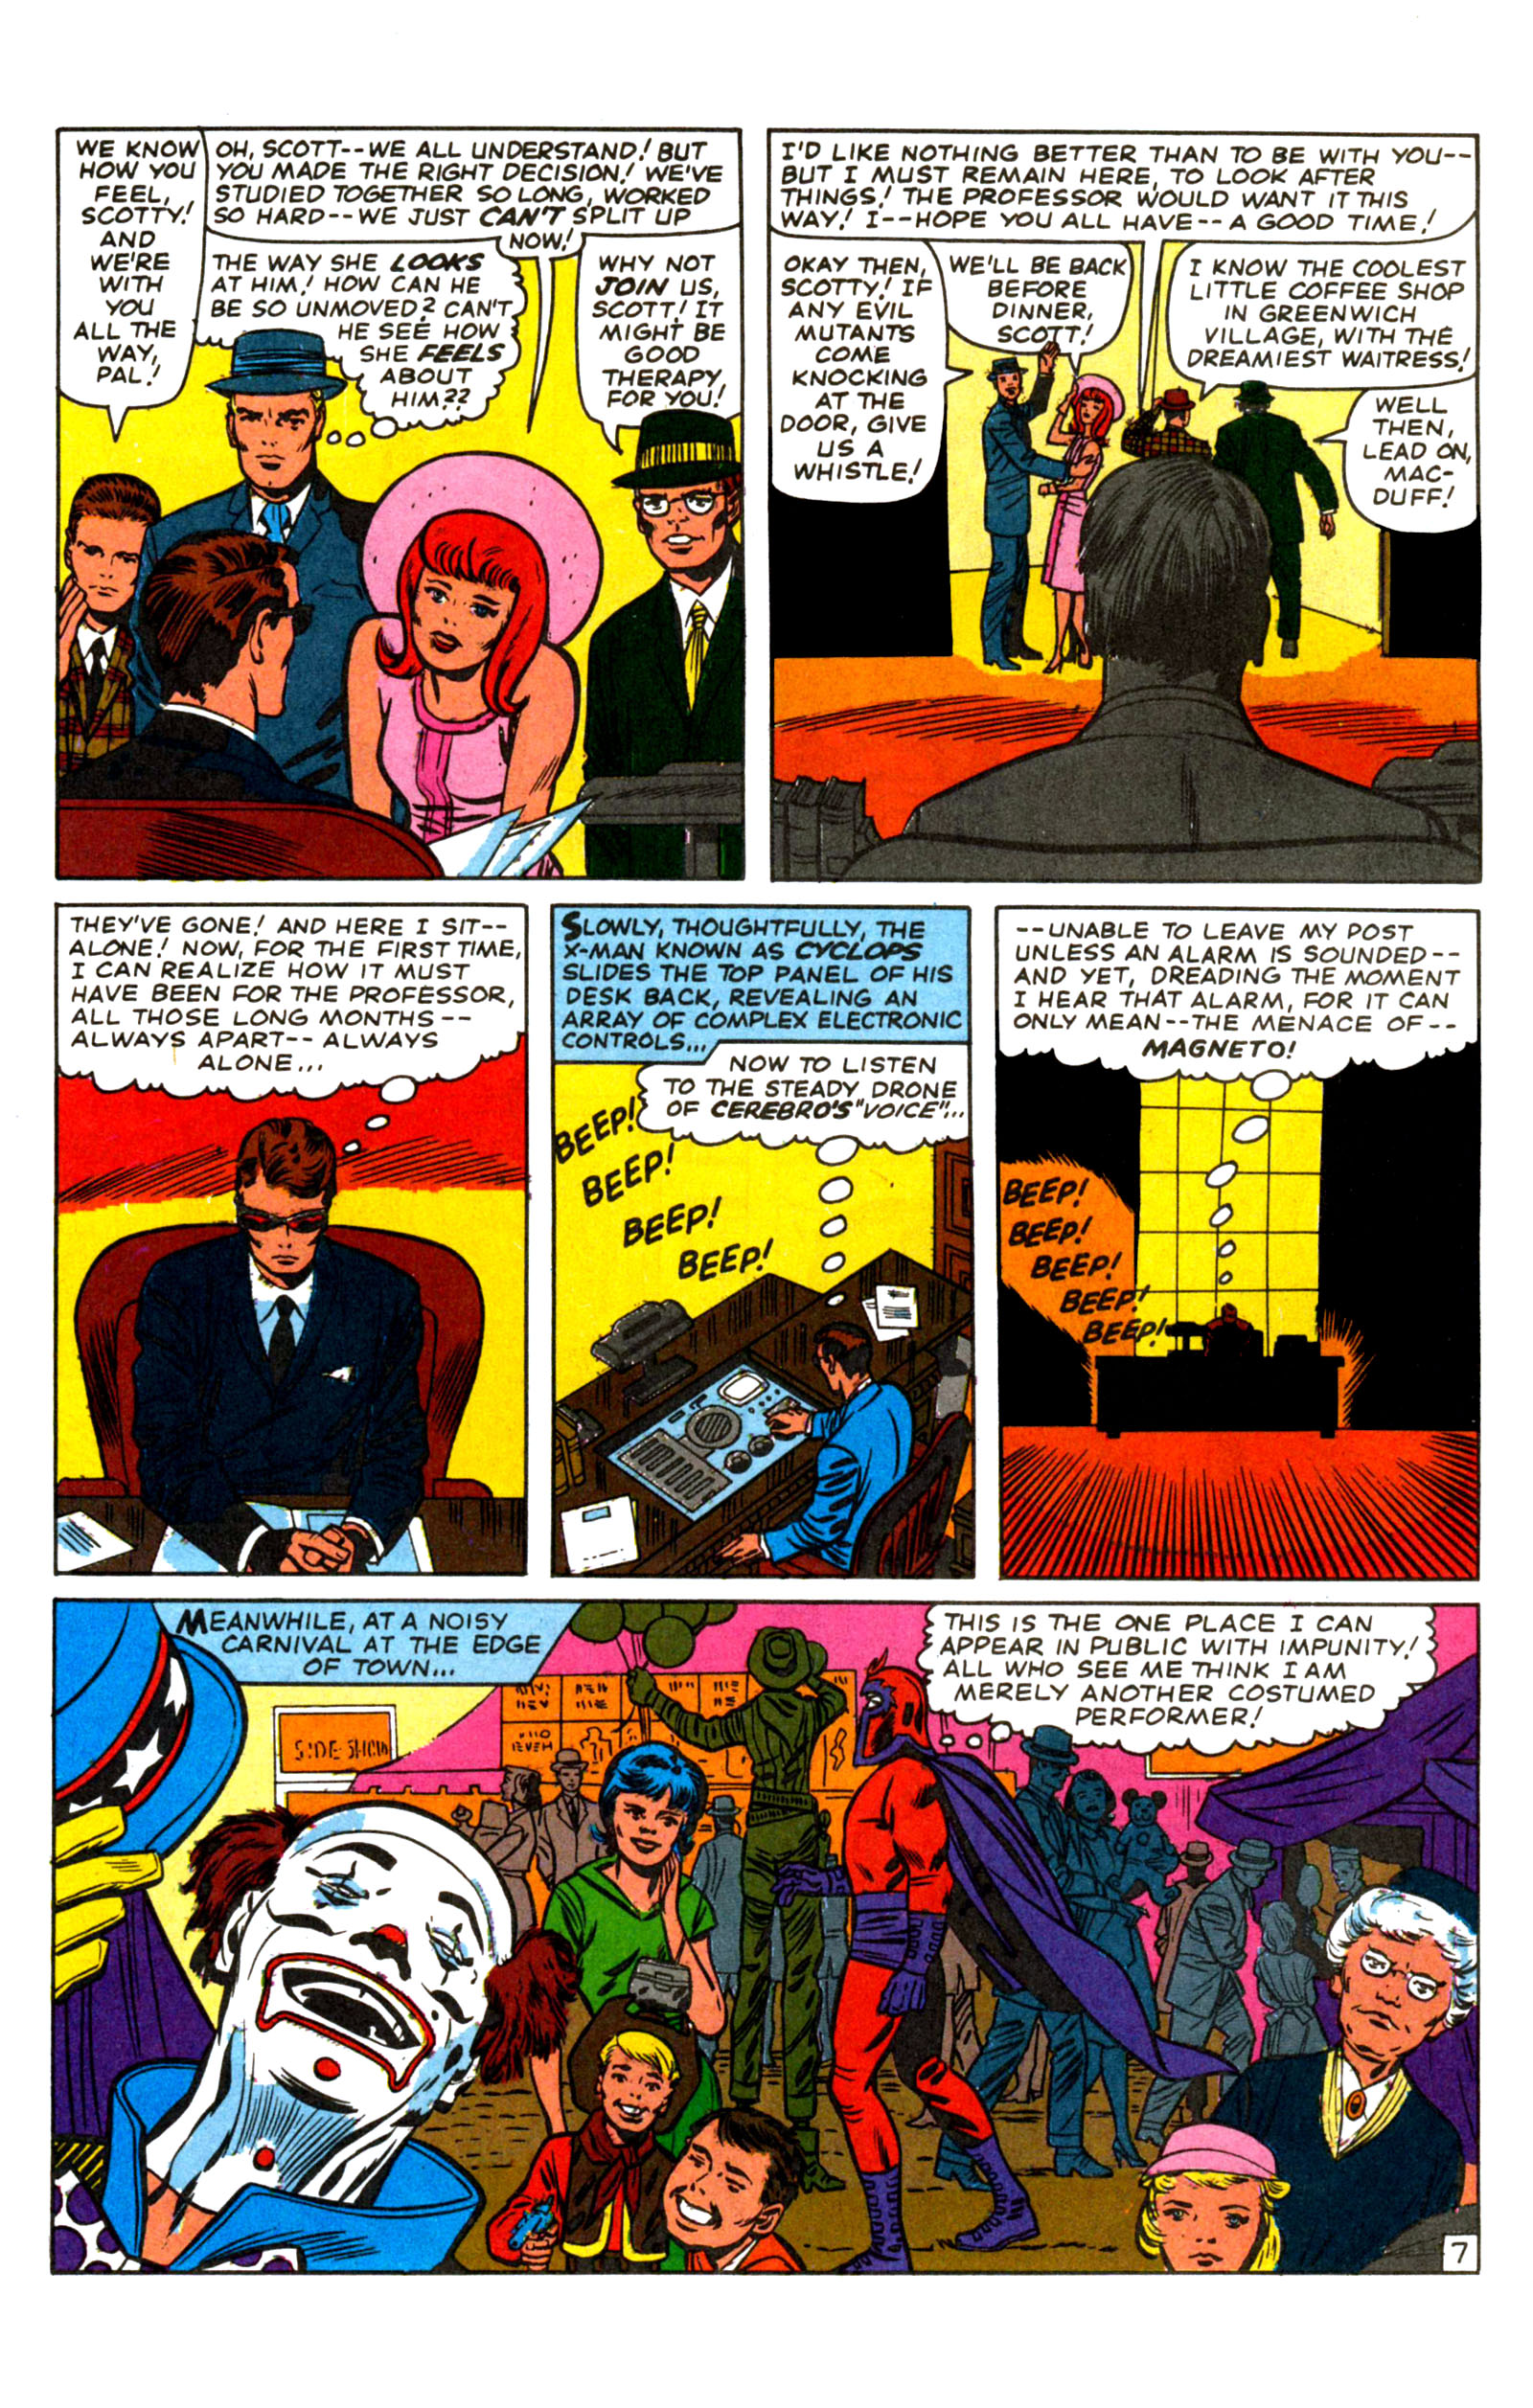 WE KNOW
HOW YOU
FEEL,
SCOTTY!
AND
WE'RE
WITH
YOU
ALL THE
WAY,
PAL!
OH, SCOTT--WE ALL UNDERSTAND! BUT
YOU MADE THE RIGHT DECISION! WE'VE
STUDIED TOGETHER SO LONG, WORKED
SO HARD--WE JUST CAN'T SPLIT UP
NOW!
THE WAY SHE LOOKS
AT HIM! HOW CAN HE
BE SO UNMOVED? CAN'T
HE SEE HOW
SHE FEELS
ABOUT
HIM??
WHY NOT
JOIN US,
SCOTT! IT
MIGHT BE
GOOD
THERAPY
FOR YOU!
I'D LIKE NOTHING BETTER THAN TO BE WITH YOU--
BUT I MUST REMAIN HERE, TO LOOK AFTER
THINGS! THE PROFESSOR WOULD WANT IT THIS
WAY! I--HOPE YOU ALL HAVE--A GOOD TIME!
OKAY THEN,
SCOTTY! IF
ANY EVIL
MUTANTS
COME
KNOCKING
AT THE
DOOR, GIVE
US A
WHISTLE!
WE'LL BE BACK
BEFORE
DINNER,
SCOTT!
I KNOW THE COOLEST
LITTLE COFFEE SHOP
IN GREENWICH
VILLAGE, WITH THE
DREAMIEST WAITRESS!
WELL
THEN,
LEAD ON,
MAC-
DUFF!
THEY'VE GONE! AND HERE I SIT--
ALONE! NOW, FOR THE FIRST TIME,
I CAN REALIZE HOW IT MUST
HAVE BEEN FOR THE PROFESSOR,
ALL THOSE LONG MONTHS--
ALWAYS APART--ALWAYS
ALONE...
SLOWLY, THOUGHTFULLY, THE
X-MAN KNOWN AS CYCLOPS
SLIDES THE TOP PANEL OF HIS
DESK BACK, REVEALING AN
ARRAY OF COMPLEX ELECTRONIC
CONTROLS...
NOW TO LISTEN
TO THE STEADY DRONE
OF CEREBRO'S "VOICE"...
BEEP!
BEEP!
BEEP!
BEEP!
--UNABLE TO LEAVE MY POST
UNLESS AN ALARM IS SOUNDED--
AND YET, DREADING THE MOMENT
I HEAR THAT ALARM, FOR IT CAN
ONLY MEAN--THE MENACE OF--
MAGNETO!
BEEP!
BEEP!
BEEP!
BEEP!
BEEP!
MEANWHILE, AT A NOISY
CARNIVAL AT THE EDGE
OF TOWN...
SIDE SHOW
THIS IS THE ONE PLACE I CAN
APPEAR IN PUBLIC WITH IMPUNITY!
ALL WHO SEE ME THINK I AM
MERELY ANOTHER COSTUMED
PERFORMER!
7